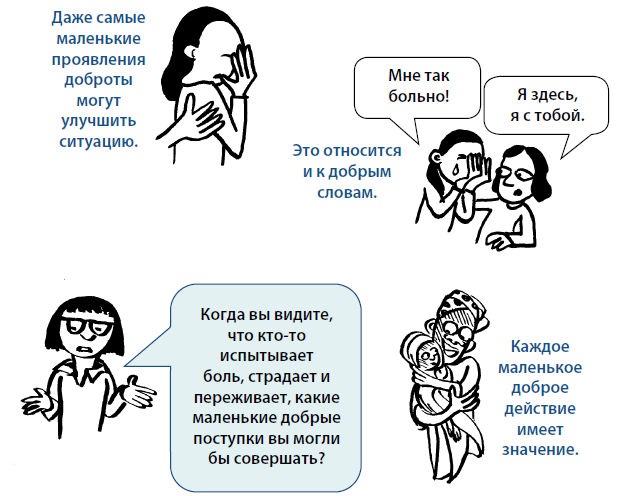 Даже самые
маленькие
проявления
доброты
могут
улучшить
ситуацию.
Мне так
больно!
Я здесь,
я с тобой.
Это относится
и к добрым
словам.
Когда вы видите,
что кто-то
испытывает
боль, страдает и
переживает, какие
маленькие добрые
поступки вы могли
бы совершать?
Каждое
маленькое
доброе
действие
имеет
значение.